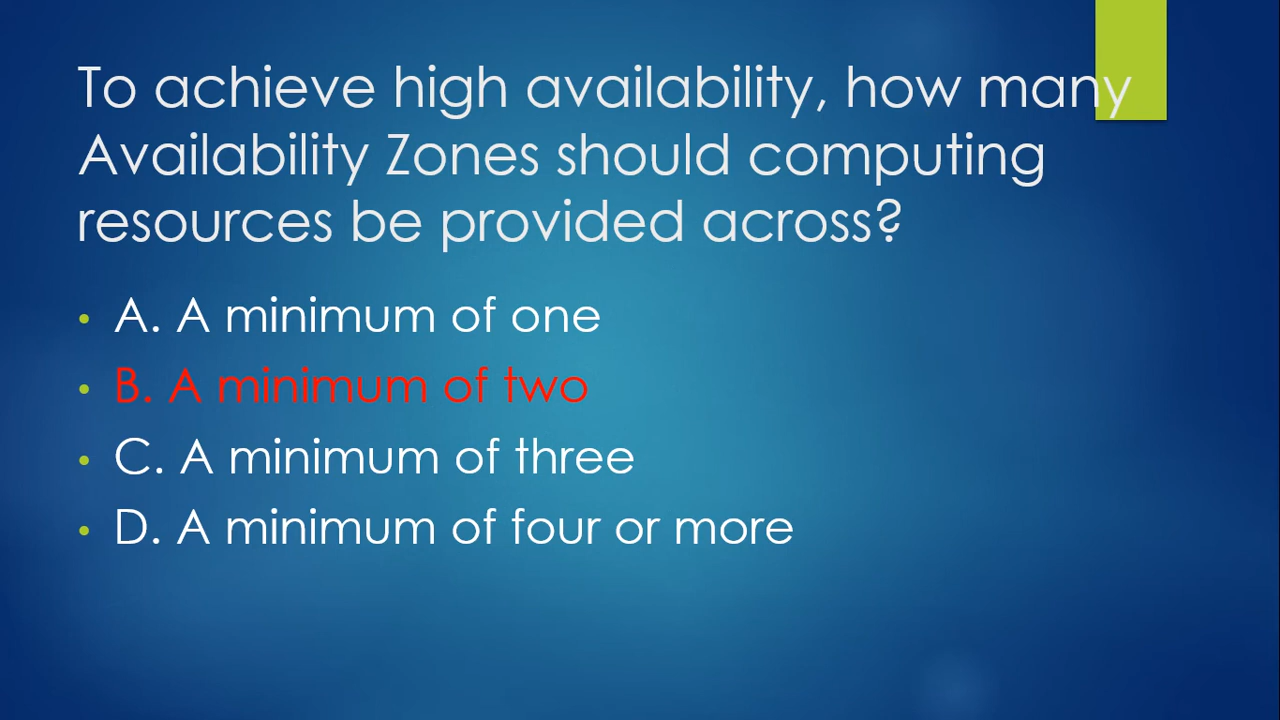 To achieve high availability, how many
Availability Zones should computing
resources be provided across?
• A. A minimum of one
• B. A minimum of two
• C. A minimum of three
• D. A minimum of four or more